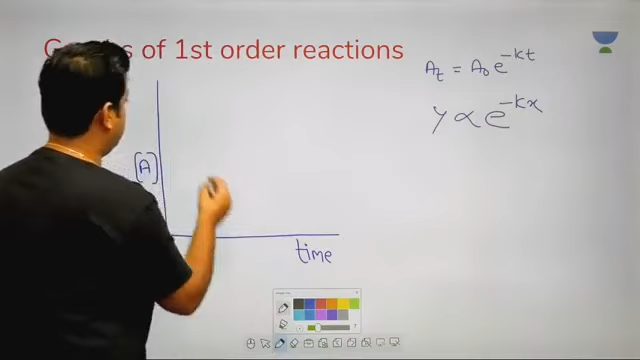 of 1st order reactions
At = A0 e^-kt
y ∝ e^-kx
[A]
time